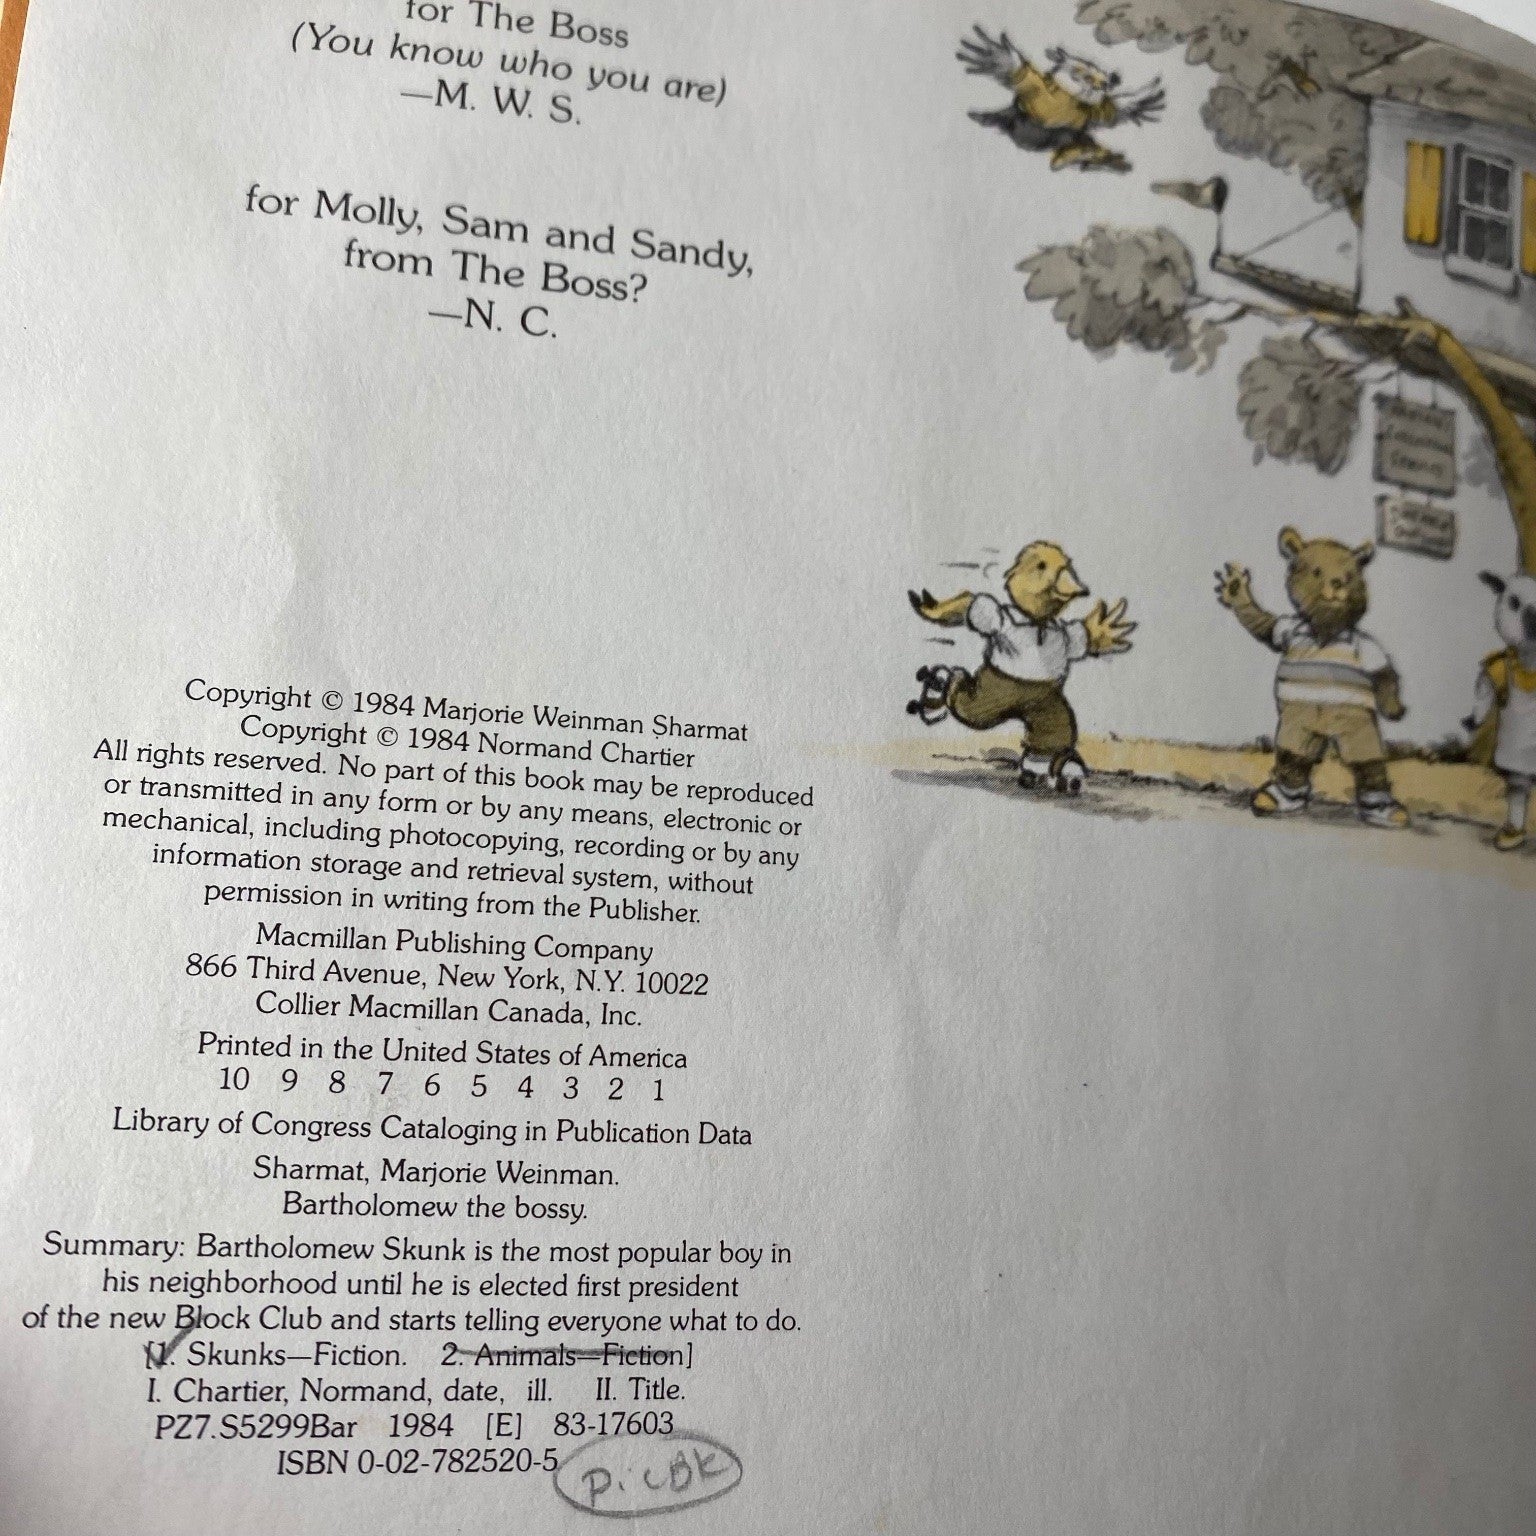 for The Boss
(You know who you are)
—M. W. S.
for Molly, Sam and Sandy,
from The Boss?
—N. C.
Copyright © 1984 Marjorie Weinman Sharmat
Copyright © 1984 Normand Chartier
All rights reserved. No part of this book may be reproduced
or transmitted in any form or by any means, electronic or
mechanical, including photocopying, recording or by any
information storage and retrieval system, without
permission in writing from the Publisher.
Macmillan Publishing Company
866 Third Avenue, New York, N.Y. 10022
Collier Macmillan Canada, Inc.
Printed in the United States of America
10 9 8 7 6 5 4 3 2 1
Library of Congress Cataloging in Publication Data
Sharmat, Marjorie Weinman.
Bartholomew the bossy.
Summary: Bartholomew Skunk is the most popular boy in
his neighborhood until he is elected first president
of the new Block Club and starts telling everyone what to do.
[1. Skunks—Fiction. 2. Animals—Fiction]
I. Chartier, Normand, date, ill. II. Title.
PZ7.S5299Bar 1984 [E] 83-17603
ISBN 0-02-782520-5